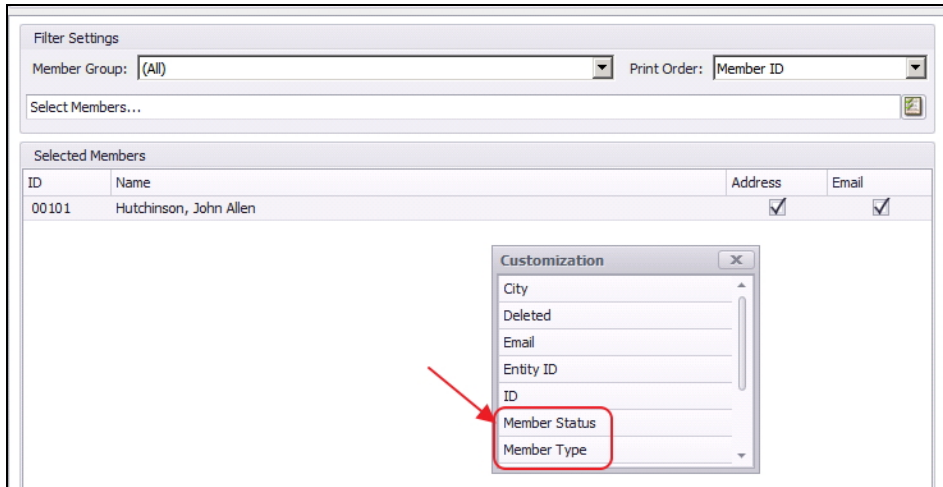 Filter Settings
Member Group: (All) Print Order: Member ID
Select Members...
Selected Members
ID Name Address Email
00101 Hutchinson, John Allen
Customization
City
Deleted
Email
Entity ID
ID
Member Status
Member Type